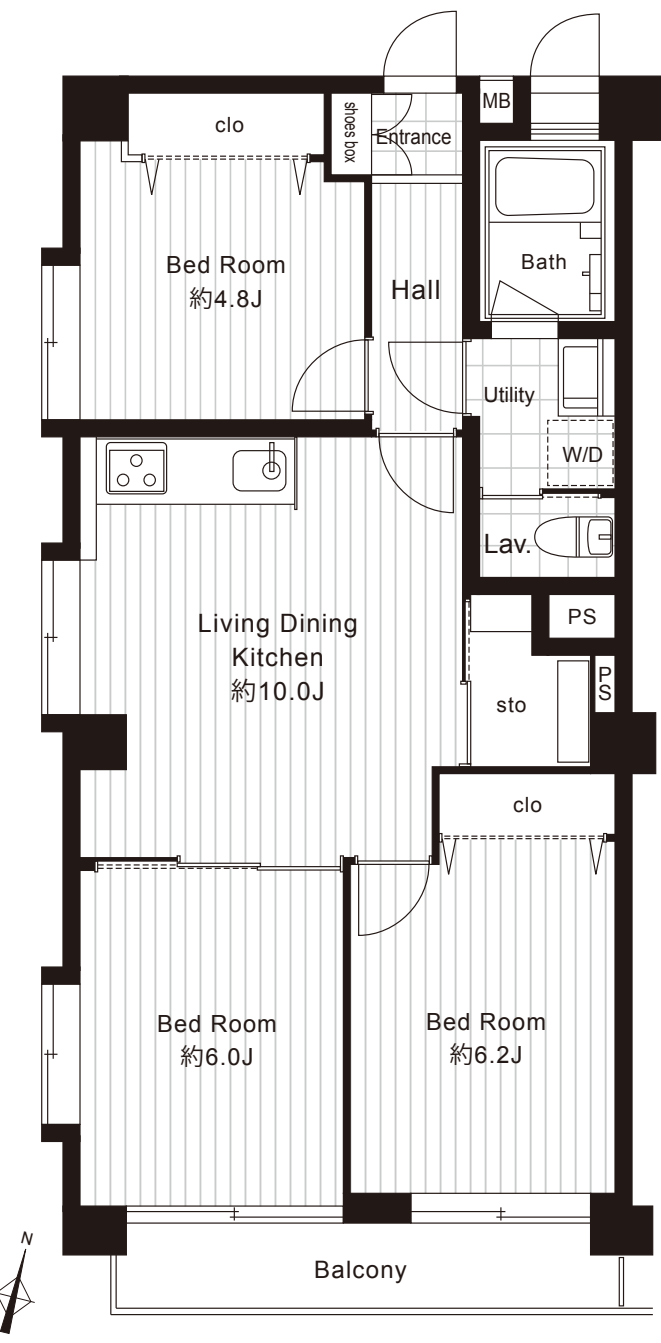 MB
clo
shoes box
Entrance
Bed Room
約4.8J
Hall
Bath
Utility
W/D
Lav.
Living Dining
Kitchen
約10.0J
PS
PS
sto
clo
Bed Room
約6.0J
Bed Room
約6.2J
N
Balcony